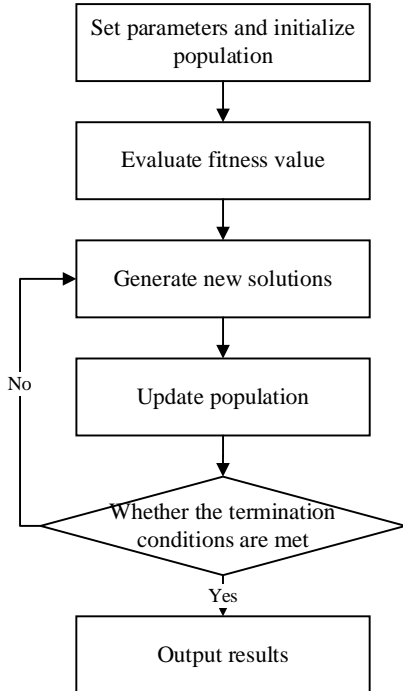 Set parameters and initialize
population
Evaluate fitness value
Generate new solutions
No
Update population
Whether the termination
conditions are met
Yes
Output results